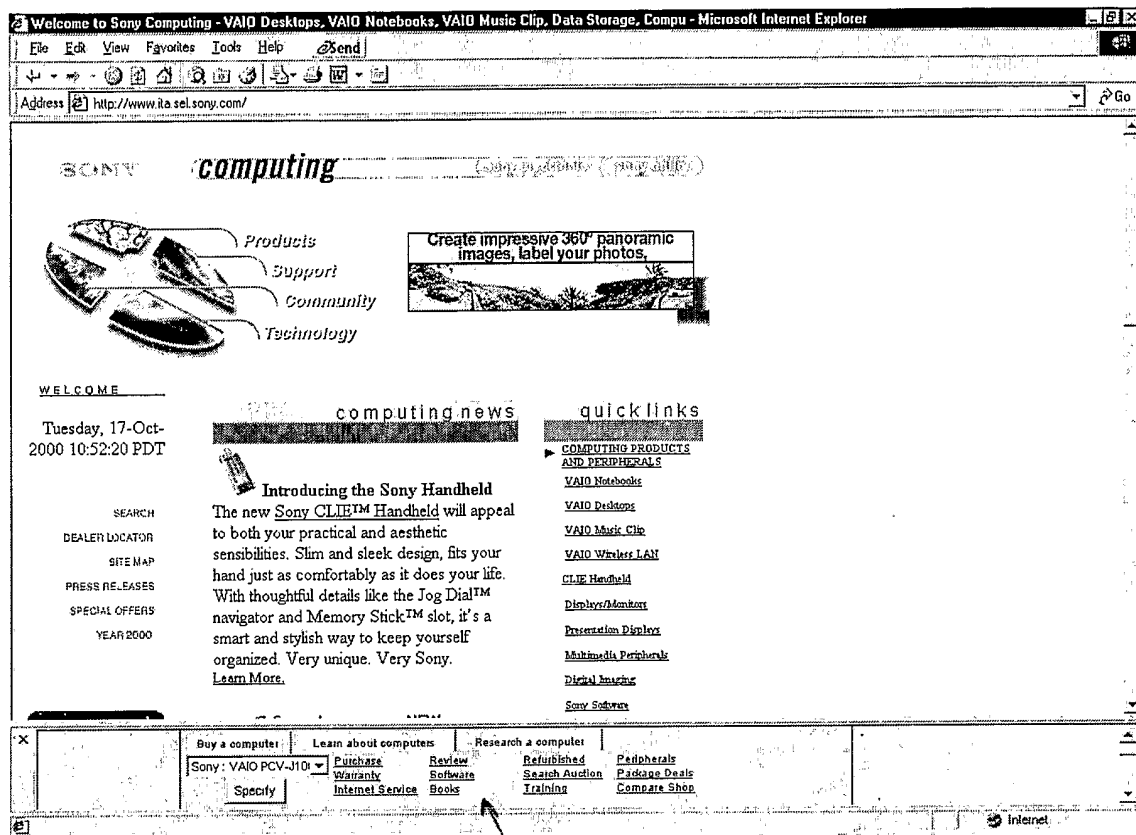 Welcome to Sony Computing - VAIO Desktops, VAIO Notebooks, VAIO Music Clip, Data Storage, Compu - Microsoft Internet Explorer
File Edit View Favorites Tools Help Send
Address http://www.ita.sel.sony.com/ Go
SONY computing
Products
Support
Community
Technology
Create impressive 360° panoramic
images, label your photos,
WELCOME
Tuesday, 17-Oct-
2000 10:52:20 PDT
SEARCH
DEALER LOCATOR
SITE MAP
PRESS RELEASES
SPECIAL OFFERS
YEAR 2000
computing news
Introducing the Sony Handheld
The new Sony CLIE™ Handheld will appeal
to both your practical and aesthetic
sensibilities. Slim and sleek design, fits your
hand just as comfortably as it does your life.
With thoughtful details like the Jog Dial™
navigator and Memory Stick™ slot, it's a
smart and stylish way to keep yourself
organized. Very unique. Very Sony.
Learn More.
quick links
COMPUTING PRODUCTS
AND PERIPHERALS
VAIO Notebooks
VAIO Desktops
VAIO Music Clip
VAIO Wireless LAN
CLIE Handheld
Displays/Monitors
Presentation Displays
Multimedia Peripherals
Digital Imaging
Sony Software
Buy a computer Learn about computers Research a computer
Sony : VAIO PCV-J10
Specify
Purchase Review Refurbished Peripherals
Warranty Software Search Auction Package Deals
Internet Service Books Training Compare Shop
Internet